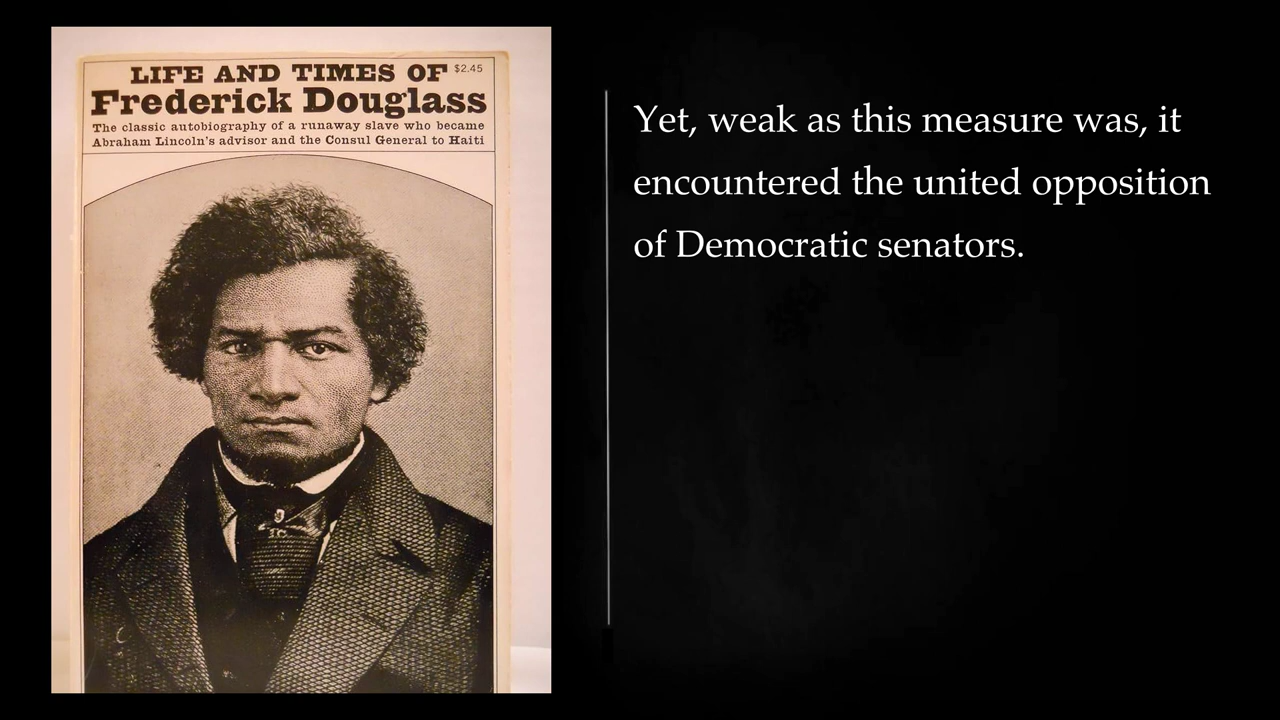 LIFE AND TIMES OF $2.45
Frederick Douglass
The classic autobiography of a runaway slave who became
Abraham Lincoln's advisor and the Consul General to Haiti
Yet, weak as this measure was, it
encountered the united opposition
of Democratic senators.